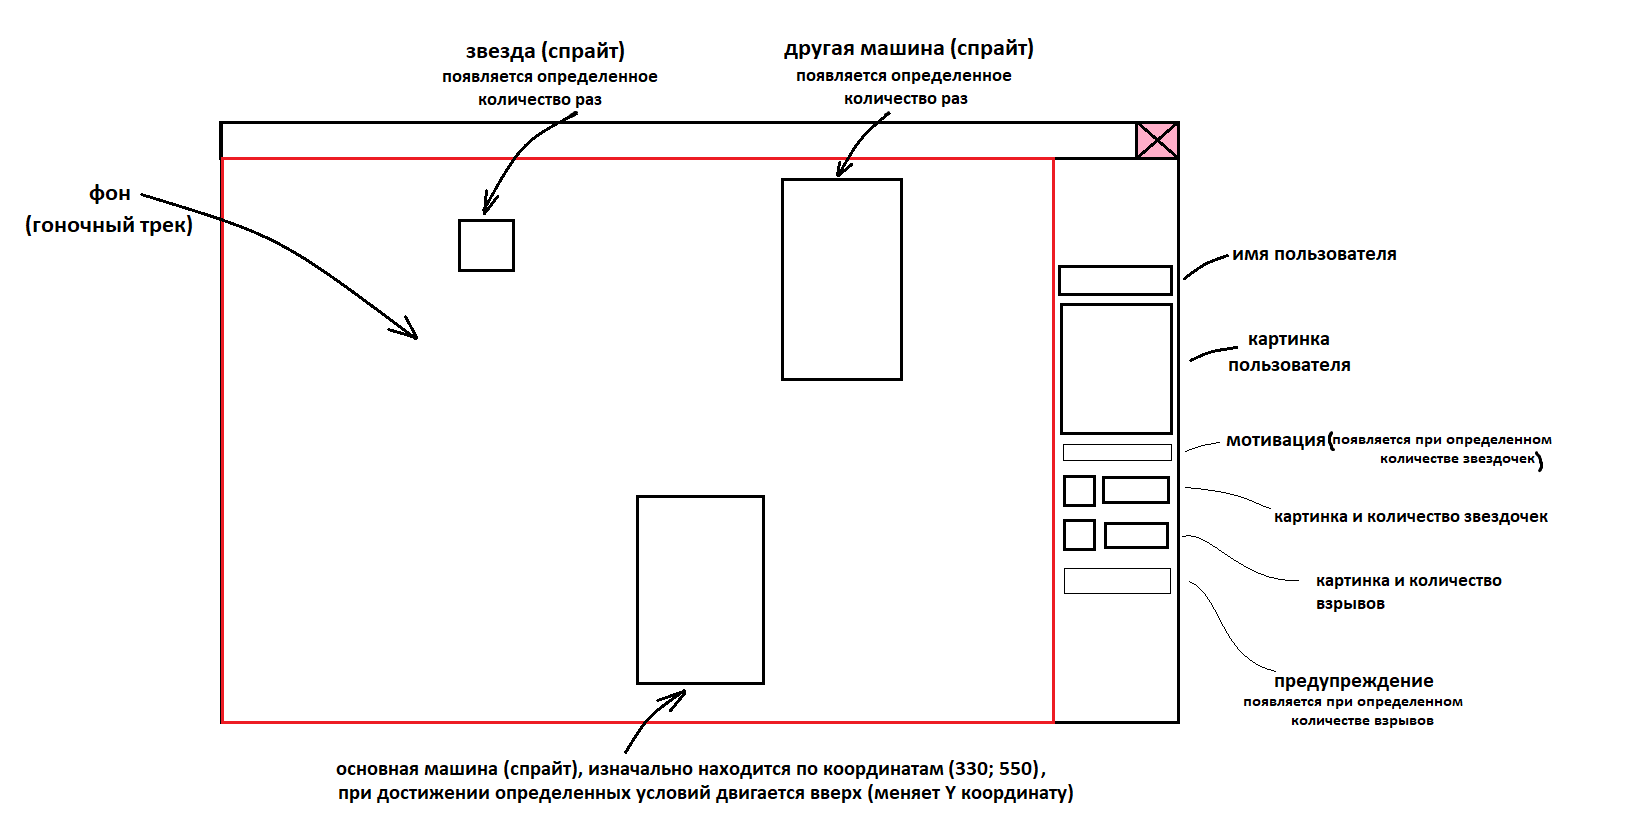 звезда (спрайт)
появляется определенное
количество раз
другая машина (спрайт)
появляется определенное
количество раз
фон
(гоночный трек)
имя пользователя
картинка
пользователя
мотивация(появляется при определенном
количестве звездочек)
картинка и количество звездочек
картинка и количество
взрывов
предупреждение
появляется при определенном
количестве взрывов
основная машина (спрайт), изначально находится по координатам (330; 550),
при достижении определенных условий двигается вверх (меняет Y координату)